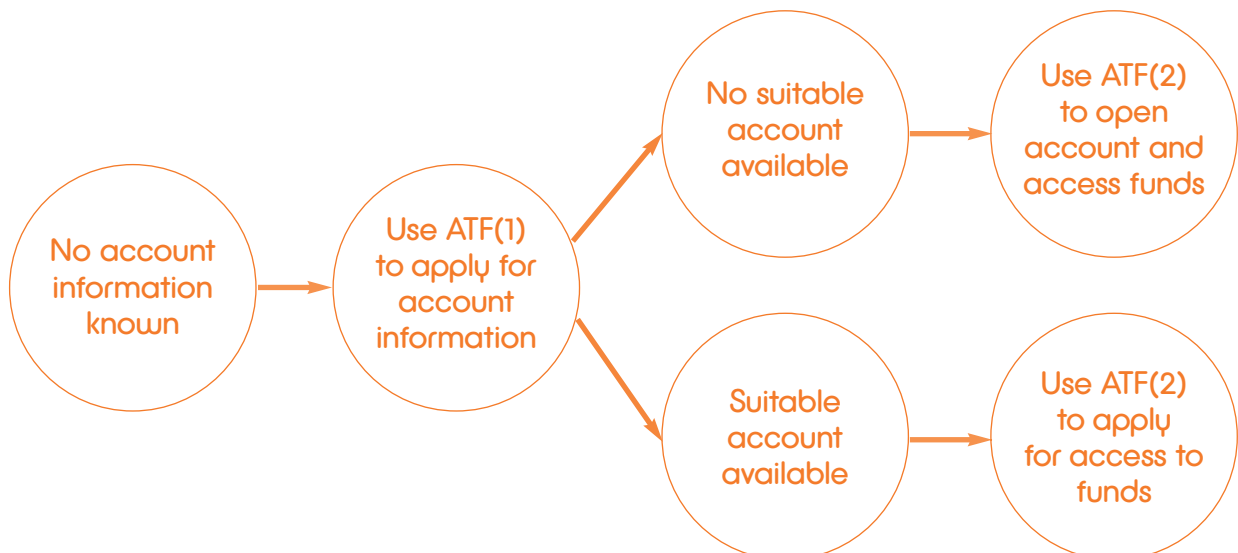 No account
information
known
Use ATF(1)
to apply for
account
information
No suitable
account
available
Use ATF(2)
to open
account and
access funds
Suitable
account
available
Use ATF(2)
to apply
for access to
funds